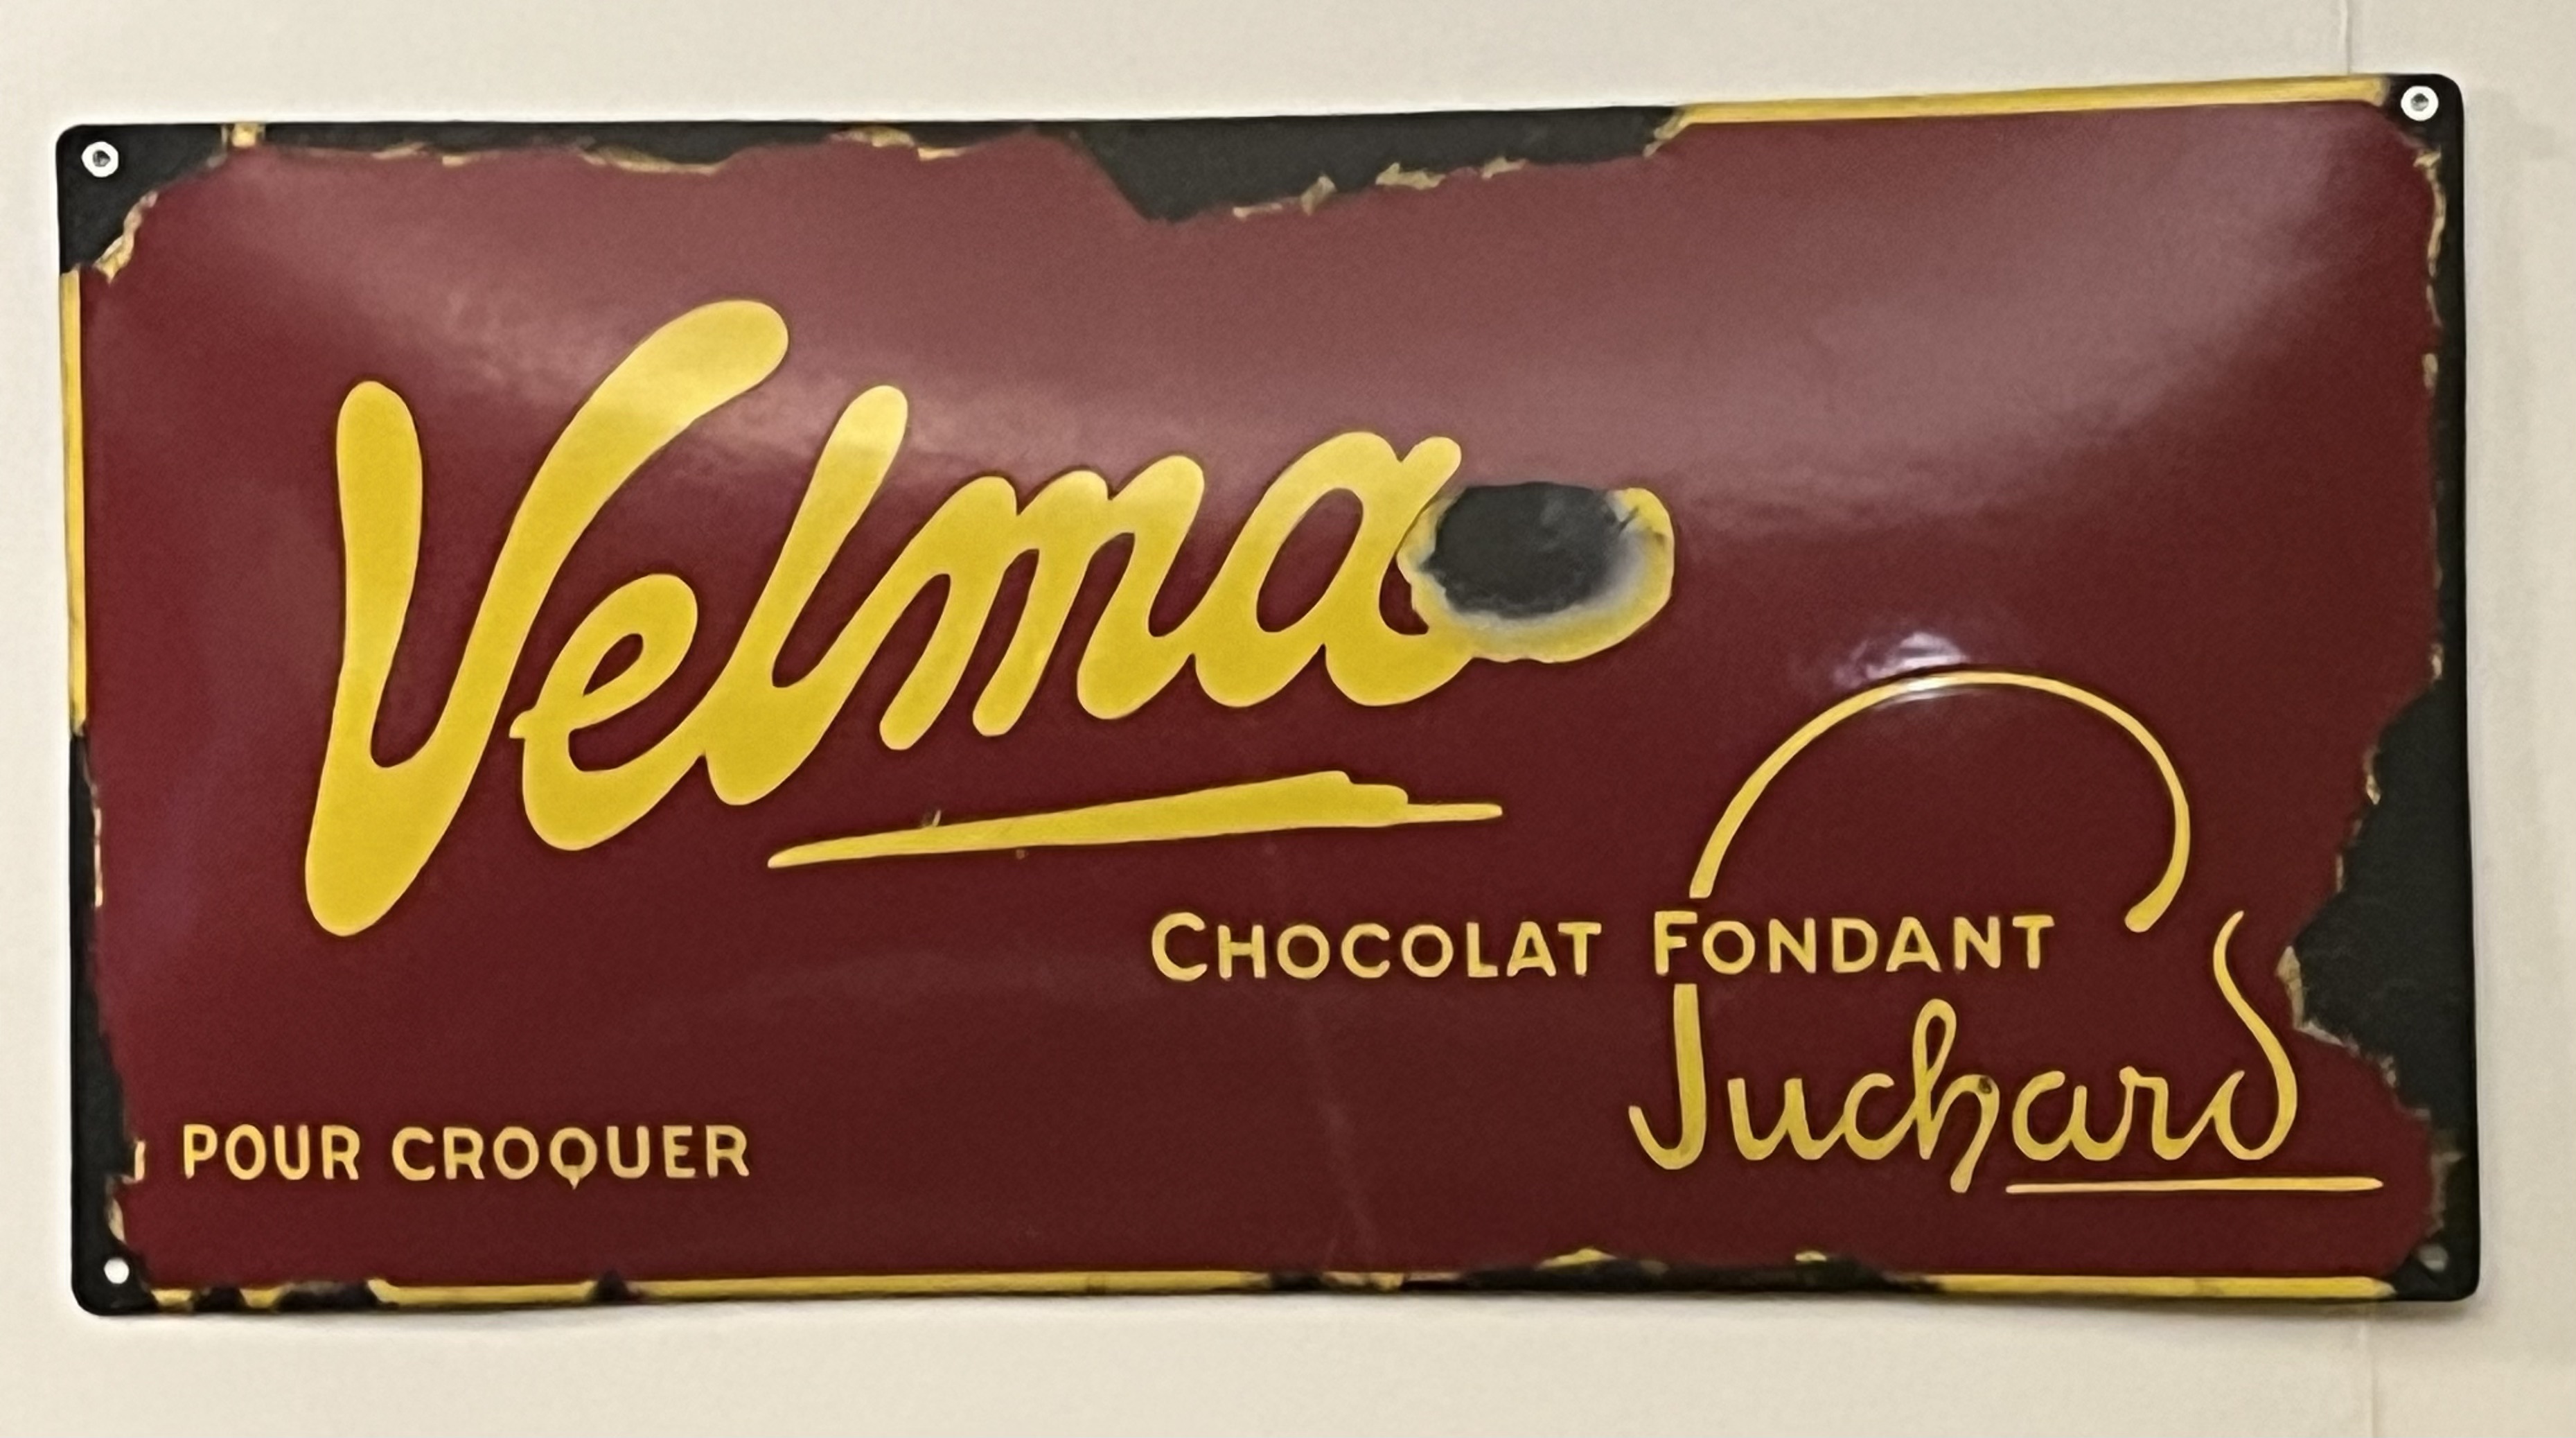 Velma
CHOCOLAT FONDANT
Suchard
POUR CROQUER